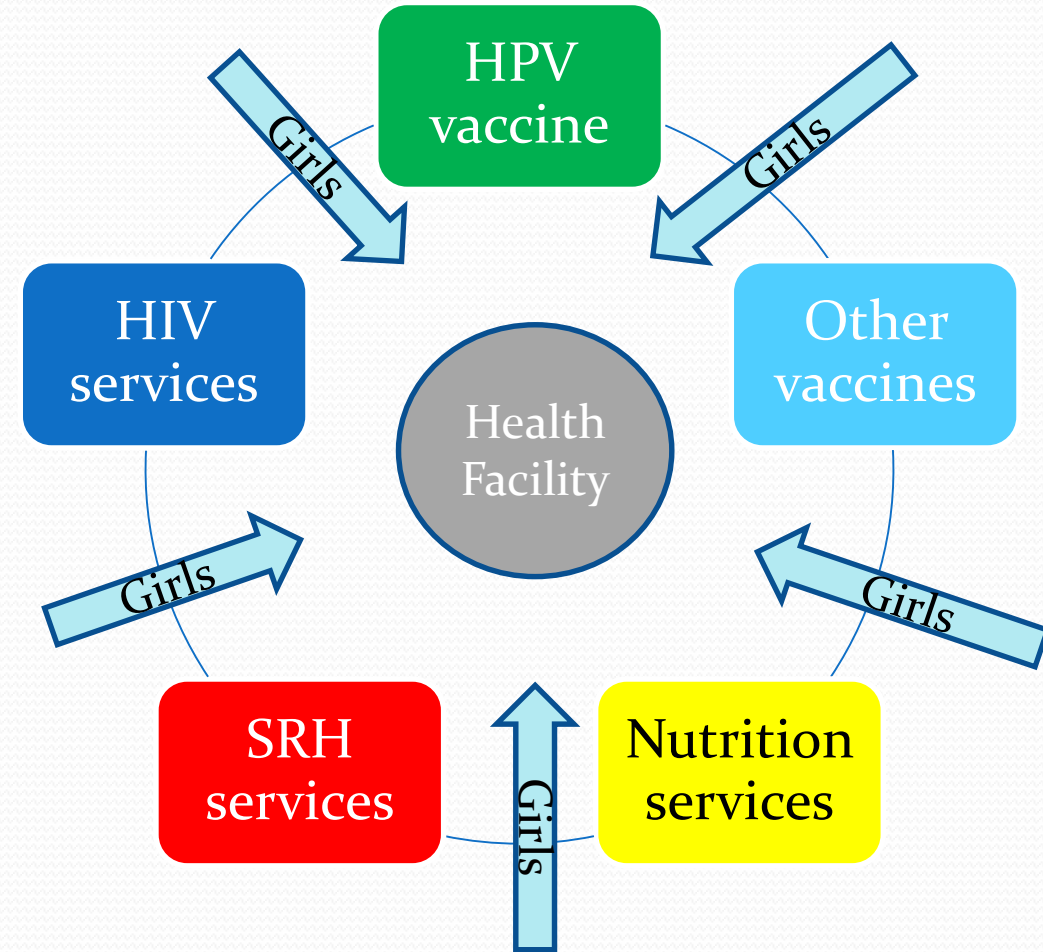 HPV
vaccine
Girls
Girls
HIV
services
Other
vaccines
Health
Facility
Girls
Girls
SRH
services
Girls
Nutrition
services